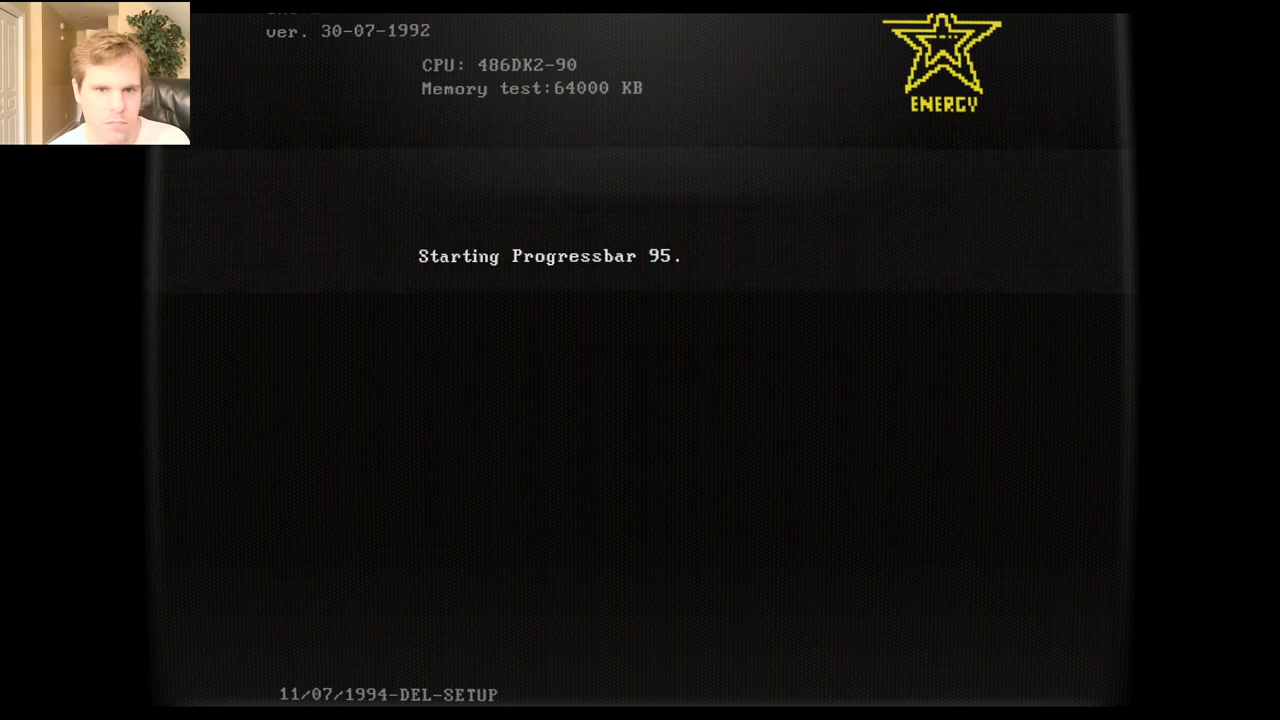 ver. 30-07-1992
CPU: 486DK2-90
Memory test:64000 KB
ENERGY
Starting Progressbar 95.
11/07/1994-DEL-SETUP